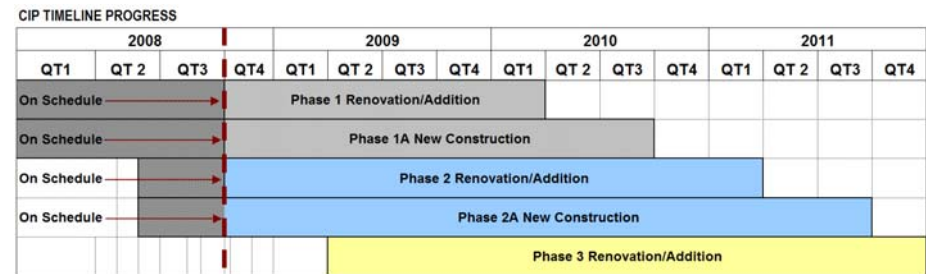 CIP TIMELINE PROGRESS
2008 2009 2010 2011
QT1 QT 2 QT3 QT4 QT1 QT 2 QT3 QT4 QT1 QT 2 QT3 QT4 QT1 QT 2 QT3 QT4
On Schedule Phase 1 Renovation/Addition
On Schedule Phase 1A New Construction
On Schedule Phase 2 Renovation/Addition
On Schedule Phase 2A New Construction
Phase 3 Renovation/Addition